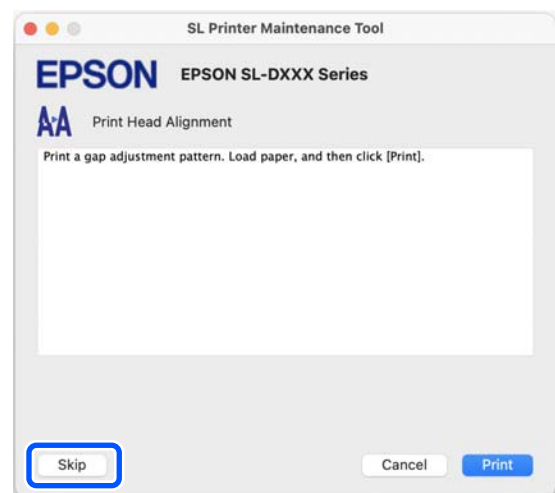 SL Printer Maintenance Tool
EPSON EPSON SL-DXXX Series
A-A Print Head Alignment
Print a gap adjustment pattern. Load paper, and then click [Print].
Skip Cancel Print